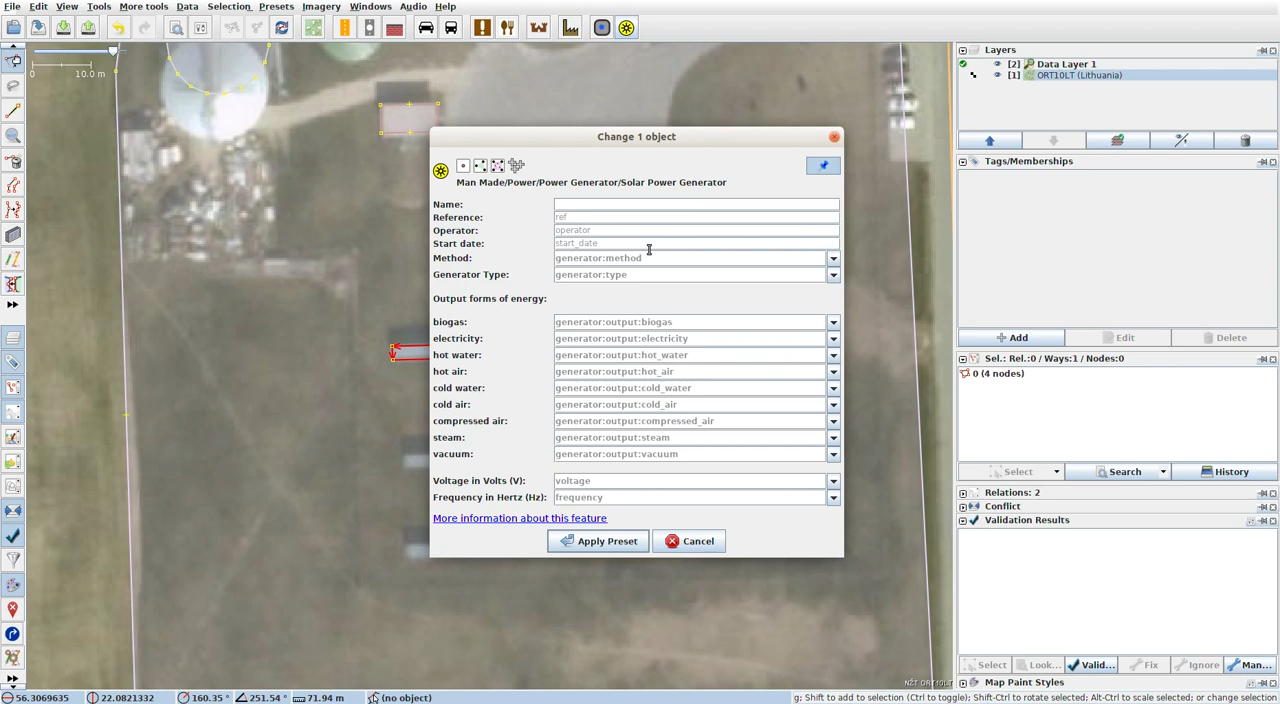 File Edit View Tools More tools Data Selection Presets Imagery Windows Audio Help
0
10.0 m
Layers
[2] Data Layer 1
[1] ORT10LT (Lithuania)
Tags/Memberships
Add Edit Delete
Sel.: Rel.:0 / Ways:1 / Nodes:0
0 (4 nodes)
Select Search History
Relations: 2
Conflict
Validation Results
Select Look... Valid... Fix Ignore Man...
Map Paint Styles
Change 1 object
Man Made/Power/Power Generator/Solar Power Generator
Name:
Reference: ref
Operator: operator
Start date: start_date
Method: generator:method
Generator Type: generator:type
Output forms of energy:
biogas: generator:output:biogas
electricity: generator:output:electricity
hot water: generator:output:hot_water
hot air: generator:output:hot_air
cold water: generator:output:cold_water
cold air: generator:output:cold_air
compressed air: generator:output:compressed_air
steam: generator:output:steam
vacuum: generator:output:vacuum
Voltage in Volts (V): voltage
Frequency in Hertz (Hz): frequency
More information about this feature
Apply Preset Cancel
NŽT ORT10LT
56.3069635 22.0821332 160.35 ° 251.54 ° 71.94 m (no object)
g; Shift to add to selection (Ctrl to toggle); Shift-Ctrl to rotate selected; Alt-Ctrl to scale selected; or change selection